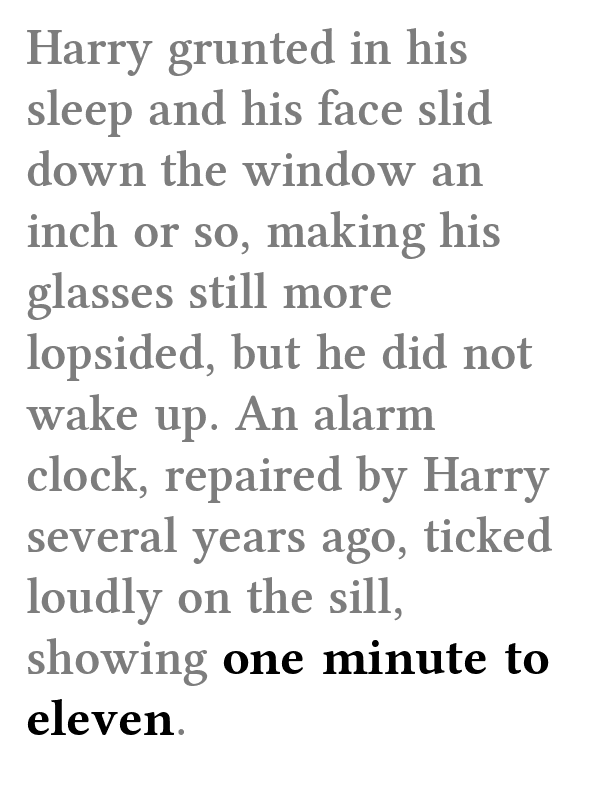 Harry grunted in his
sleep and his face slid
down the window an
inch or so, making his
glasses still more
lopsided, but he did not
wake up. An alarm
clock, repaired by Harry
several years ago, ticked
loudly on the sill,
showing one minute to
eleven.